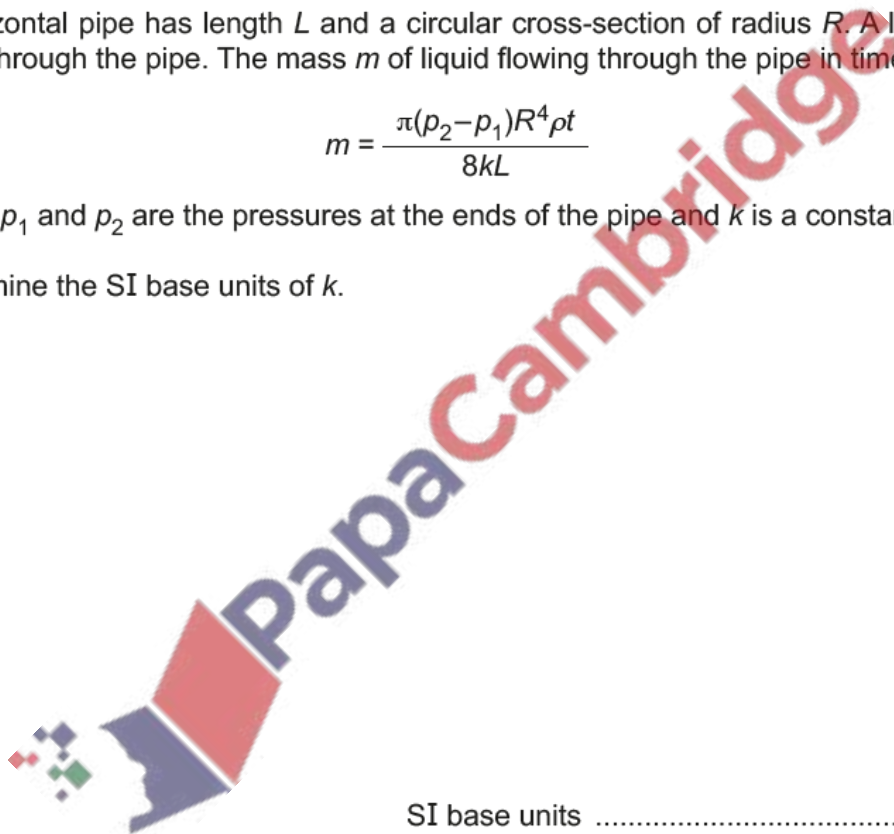 zontal pipe has length L and a circular cross-section of radius R. A
hrough the pipe. The mass m of liquid flowing through the pipe in tim
m = π(p₂–p₁)R⁴ρt / 8kL
p₁ and p₂ are the pressures at the ends of the pipe and k is a consta
nine the SI base units of k.
PapaCambridge
SI base units ....................................